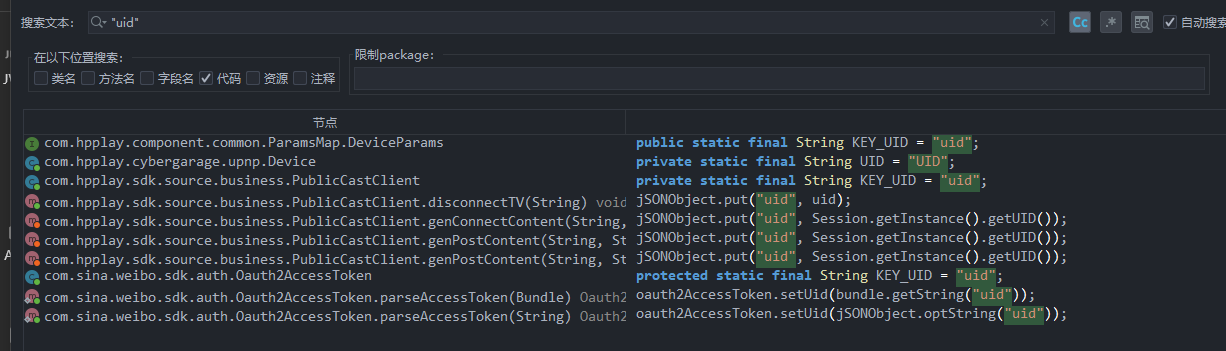 搜索文本： "uid" Cc .* 自动搜索
在以下位置搜索： 限制package：
类名 方法名 字段名 代码 资源 注释
节点
com.hpplay.component.common.ParamsMap.DeviceParams public static final String KEY_UID = "uid";
com.hpplay.cybergarage.upnp.Device private static final String UID = "UID";
com.hpplay.sdk.source.business.PublicCastClient private static final String KEY_UID = "uid";
com.hpplay.sdk.source.business.PublicCastClient.disconnectTV(String) void jSONObject.put("uid", uid);
com.hpplay.sdk.source.business.PublicCastClient.genConnectContent(String, jSONObject.put("uid", Session.getInstance().getUID());
com.hpplay.sdk.source.business.PublicCastClient.genPostContent(String, St jSONObject.put("uid", Session.getInstance().getUID());
com.hpplay.sdk.source.business.PublicCastClient.genPostContent(String, St jSONObject.put("uid", Session.getInstance().getUID());
com.sina.weibo.sdk.auth.Oauth2AccessToken protected static final String KEY_UID = "uid";
com.sina.weibo.sdk.auth.Oauth2AccessToken.parseAccessToken(Bundle) Oauth2 oauth2AccessToken.setUid(bundle.getString("uid"));
com.sina.weibo.sdk.auth.Oauth2AccessToken.parseAccessToken(String) Oauth2 oauth2AccessToken.setUid(jSONObject.optString("uid"));